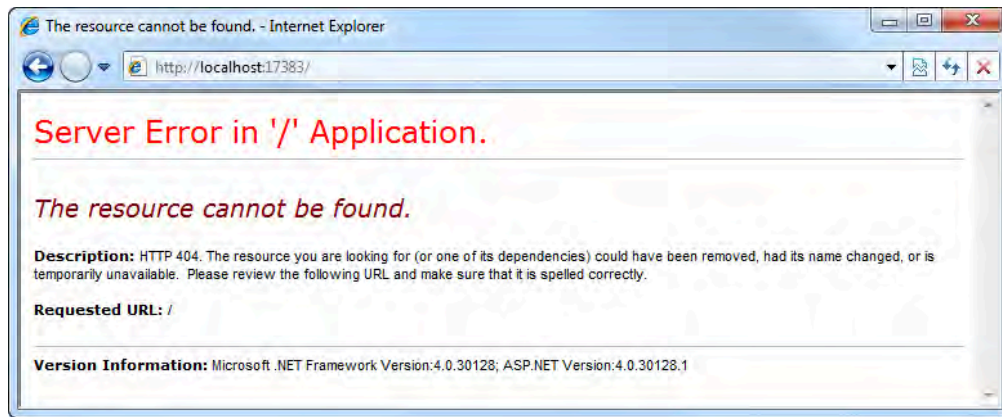 The resource cannot be found. - Internet Explorer
http://localhost:17383/
Server Error in '/' Application.
The resource cannot be found.
Description: HTTP 404. The resource you are looking for (or one of its dependencies) could have been removed, had its name changed, or is
temporarily unavailable.  Please review the following URL and make sure that it is spelled correctly.
Requested URL: /
Version Information: Microsoft .NET Framework Version:4.0.30128; ASP.NET Version:4.0.30128.1